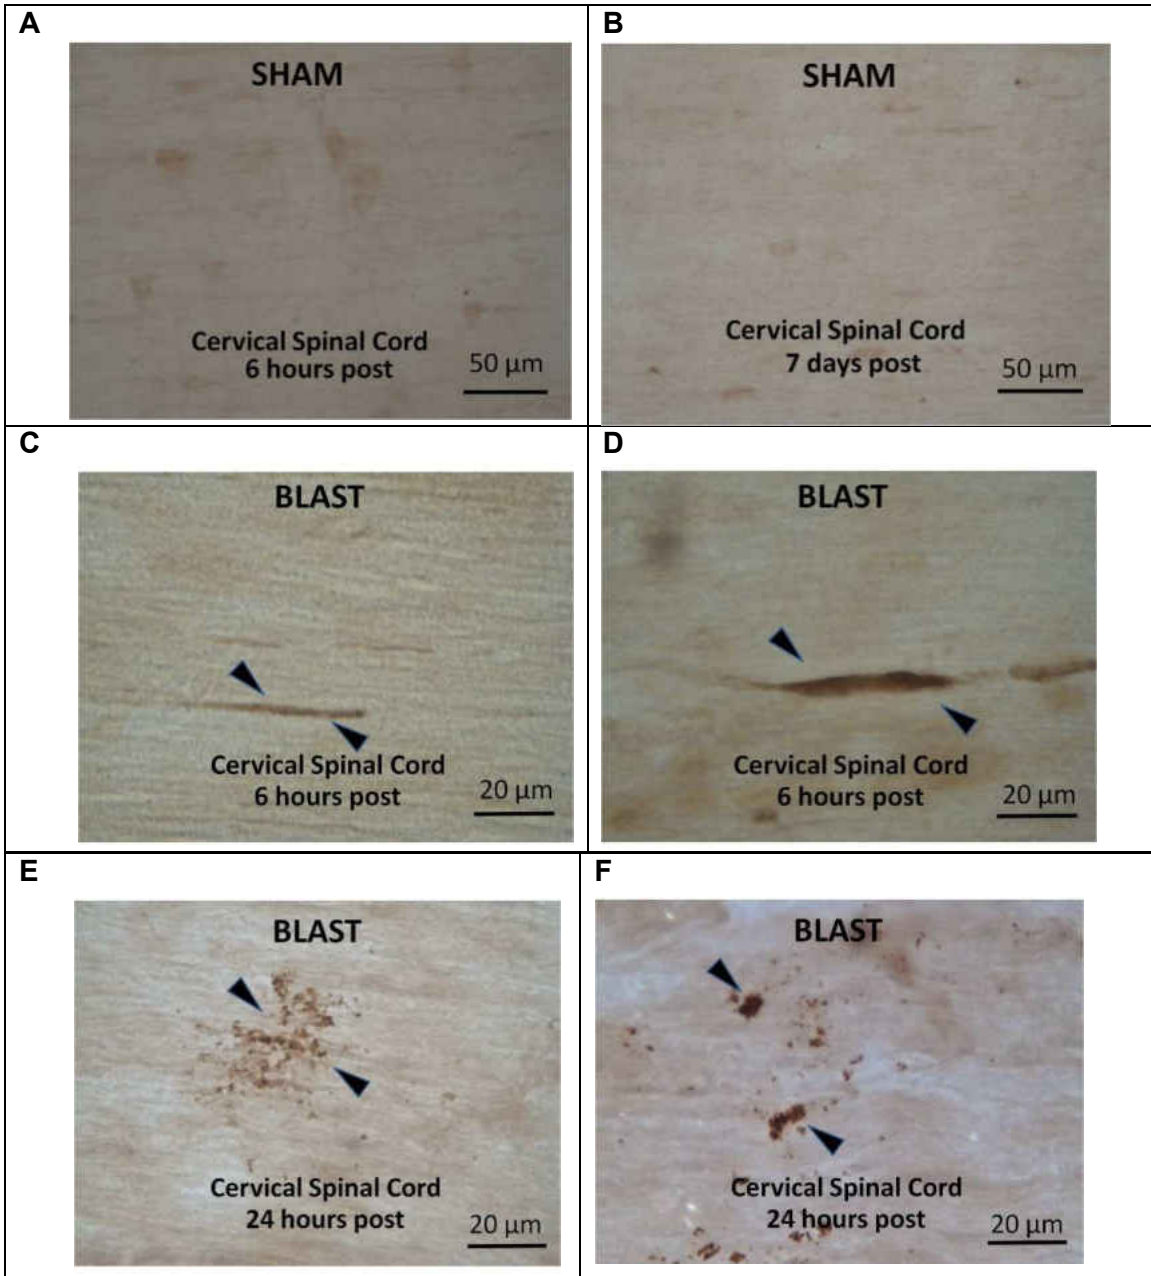 A
SHAM
Cervical Spinal Cord
6 hours post
50 μm
B
SHAM
Cervical Spinal Cord
7 days post
50 μm
C
BLAST
Cervical Spinal Cord
6 hours post
20 μm
D
BLAST
Cervical Spinal Cord
6 hours post
20 μm
E
BLAST
Cervical Spinal Cord
24 hours post
20 μm
F
BLAST
Cervical Spinal Cord
24 hours post
20 μm